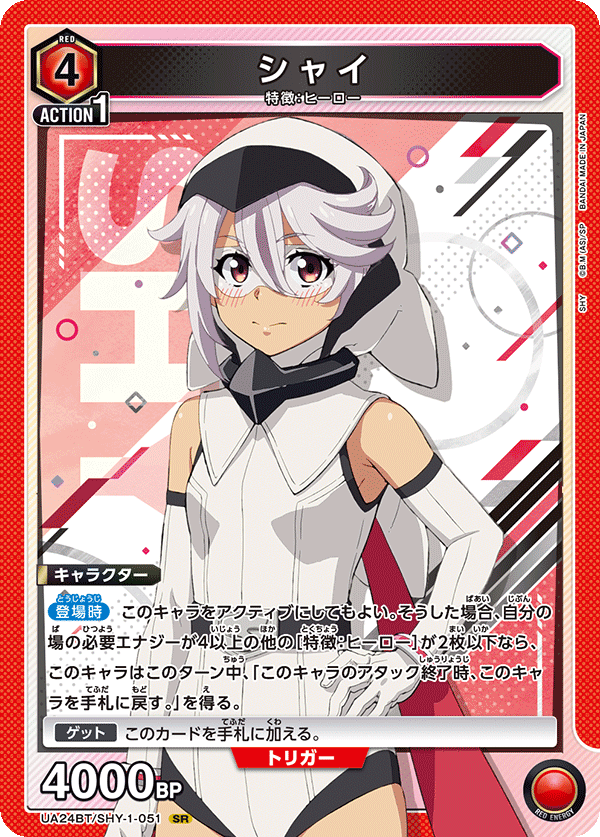 RED
4
ACTION1
シャイ
特徴：ヒーロー
SHY
SHY ©B.M(AS)/SP BANDAI MADE IN JAPAN
キャラクター
登場時 このキャラをアクティブにしてもよい。そうした場合、自分の
場の必要エナジーが4以上の他の[特徴：ヒーロー]が2枚以下なら、
このキャラはこのターン中、「このキャラのアタック終了時、このキャ
ラを手札に戻す。」を得る。
ゲット このカードを手札に加える。
トリガー
4000BP
UA24BT/SHY-1-051 SR
RED ENERGY